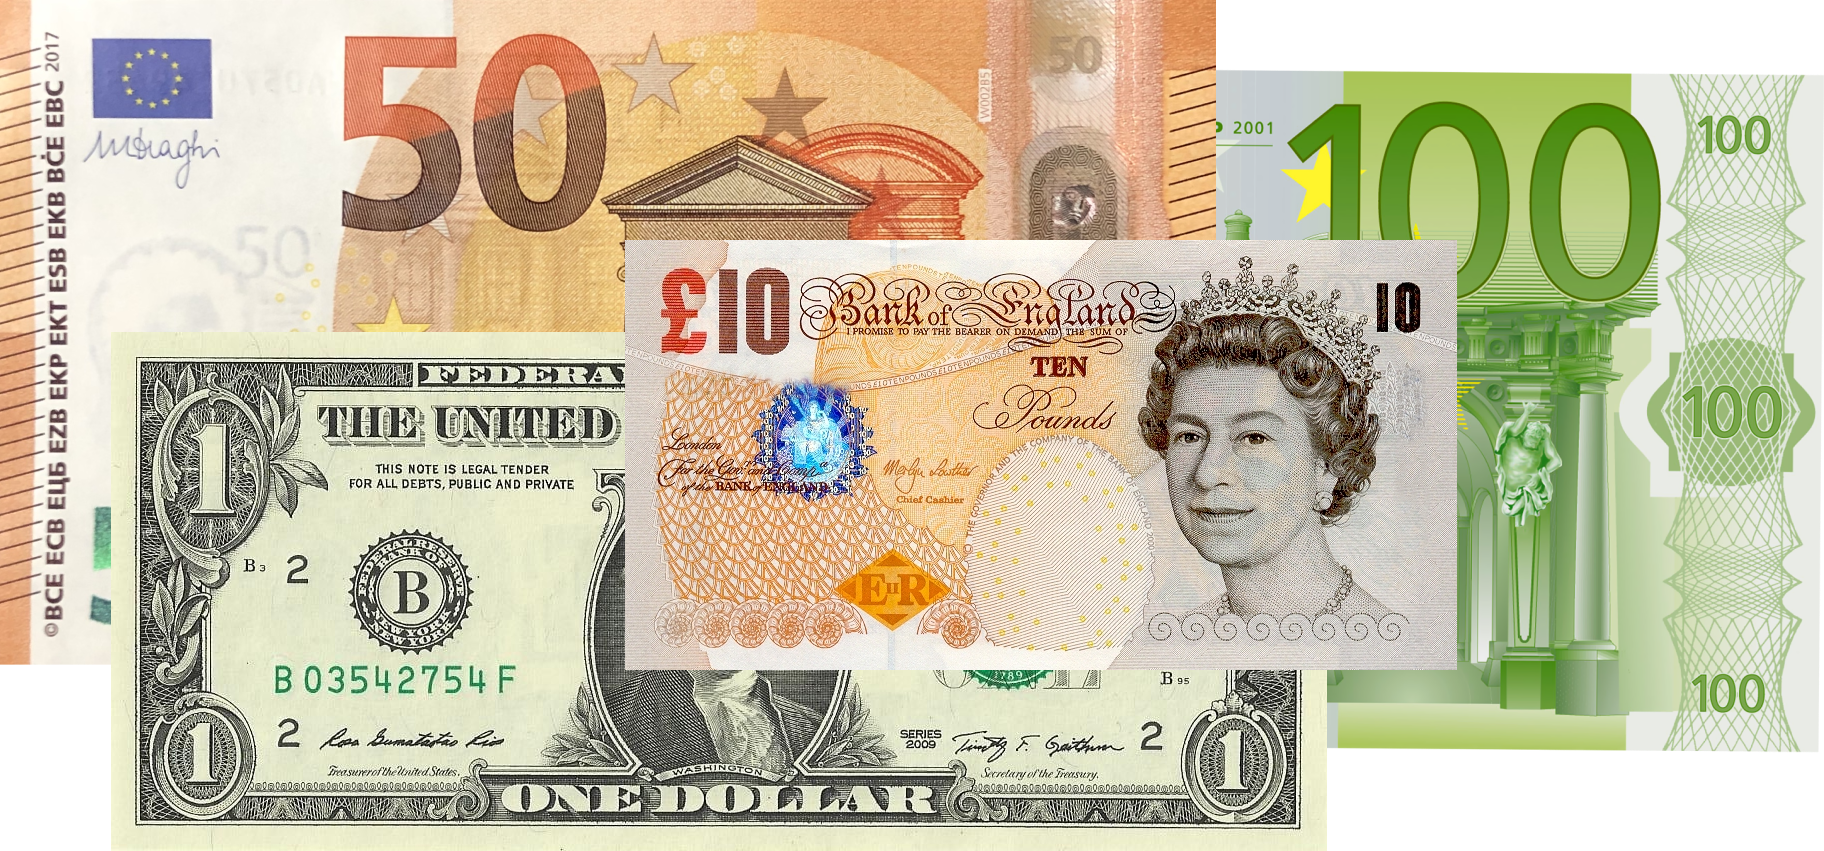 ©BCE ECB ЕЦБ EZB EKP EKT ESB EKB BĊE EBC 2017
50
50
50
W00285
2001
100
100
100
100
£10
Bank of England
10
I PROMISE TO PAY THE BEARER ON DEMAND THE SUM OF
TEN
Pounds
London
For the Govr and Compa
of the BANK of ENGLAND
Chief Cashier
EIIR
FEDERA
THE UNITED
1
THIS NOTE IS LEGAL TENDER
FOR ALL DEBTS, PUBLIC AND PRIVATE
B3
2
FEDERAL RESERVE
BANK OF
B
NEW YORK
NEW YORK
B 03542754 F
1789
B 95
2
Rosa Gumataotao Rios
SERIES
2009
Timothy F. Geithner
2
Treasurer of the United States.
WASHINGTON
Secretary of the Treasury.
1
ONE DOLLAR
1